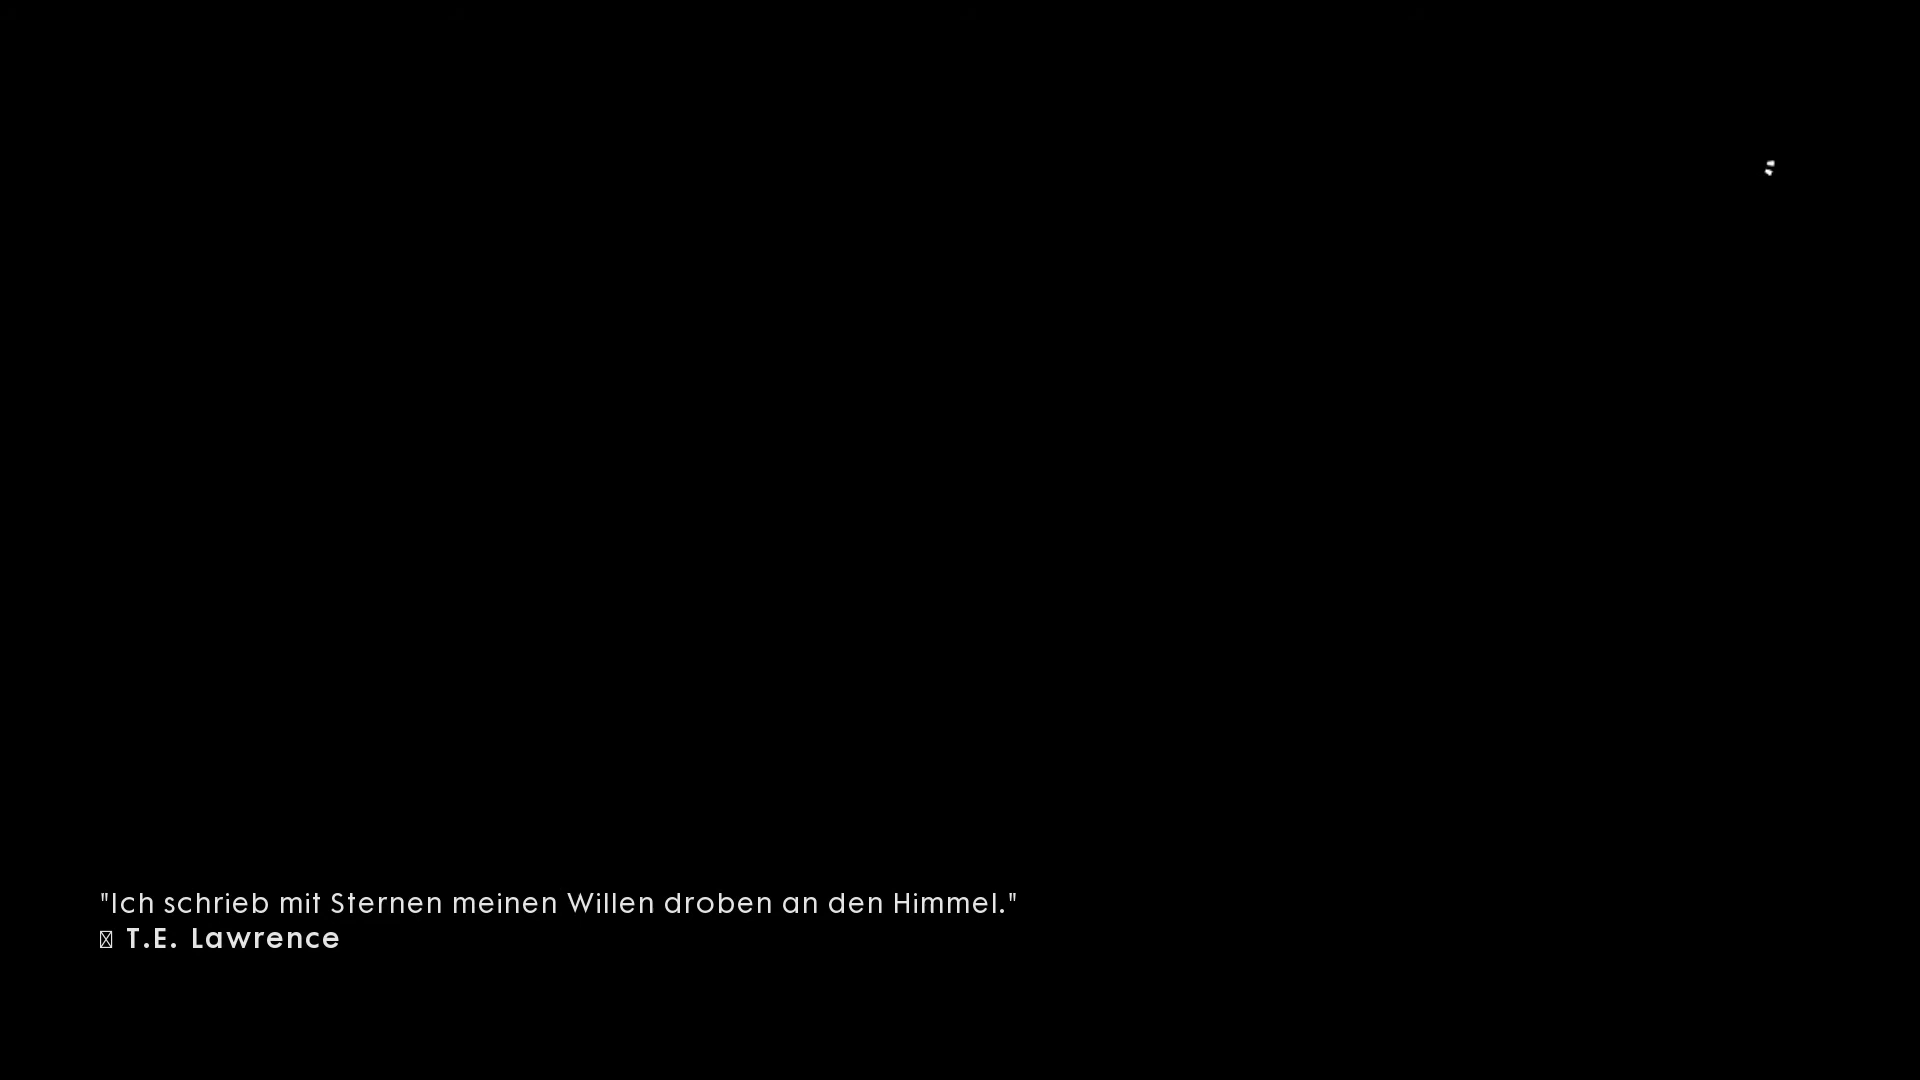 "Ich schrieb mit Sternen meinen Willen droben an den Himmel."
T.E. Lawrence